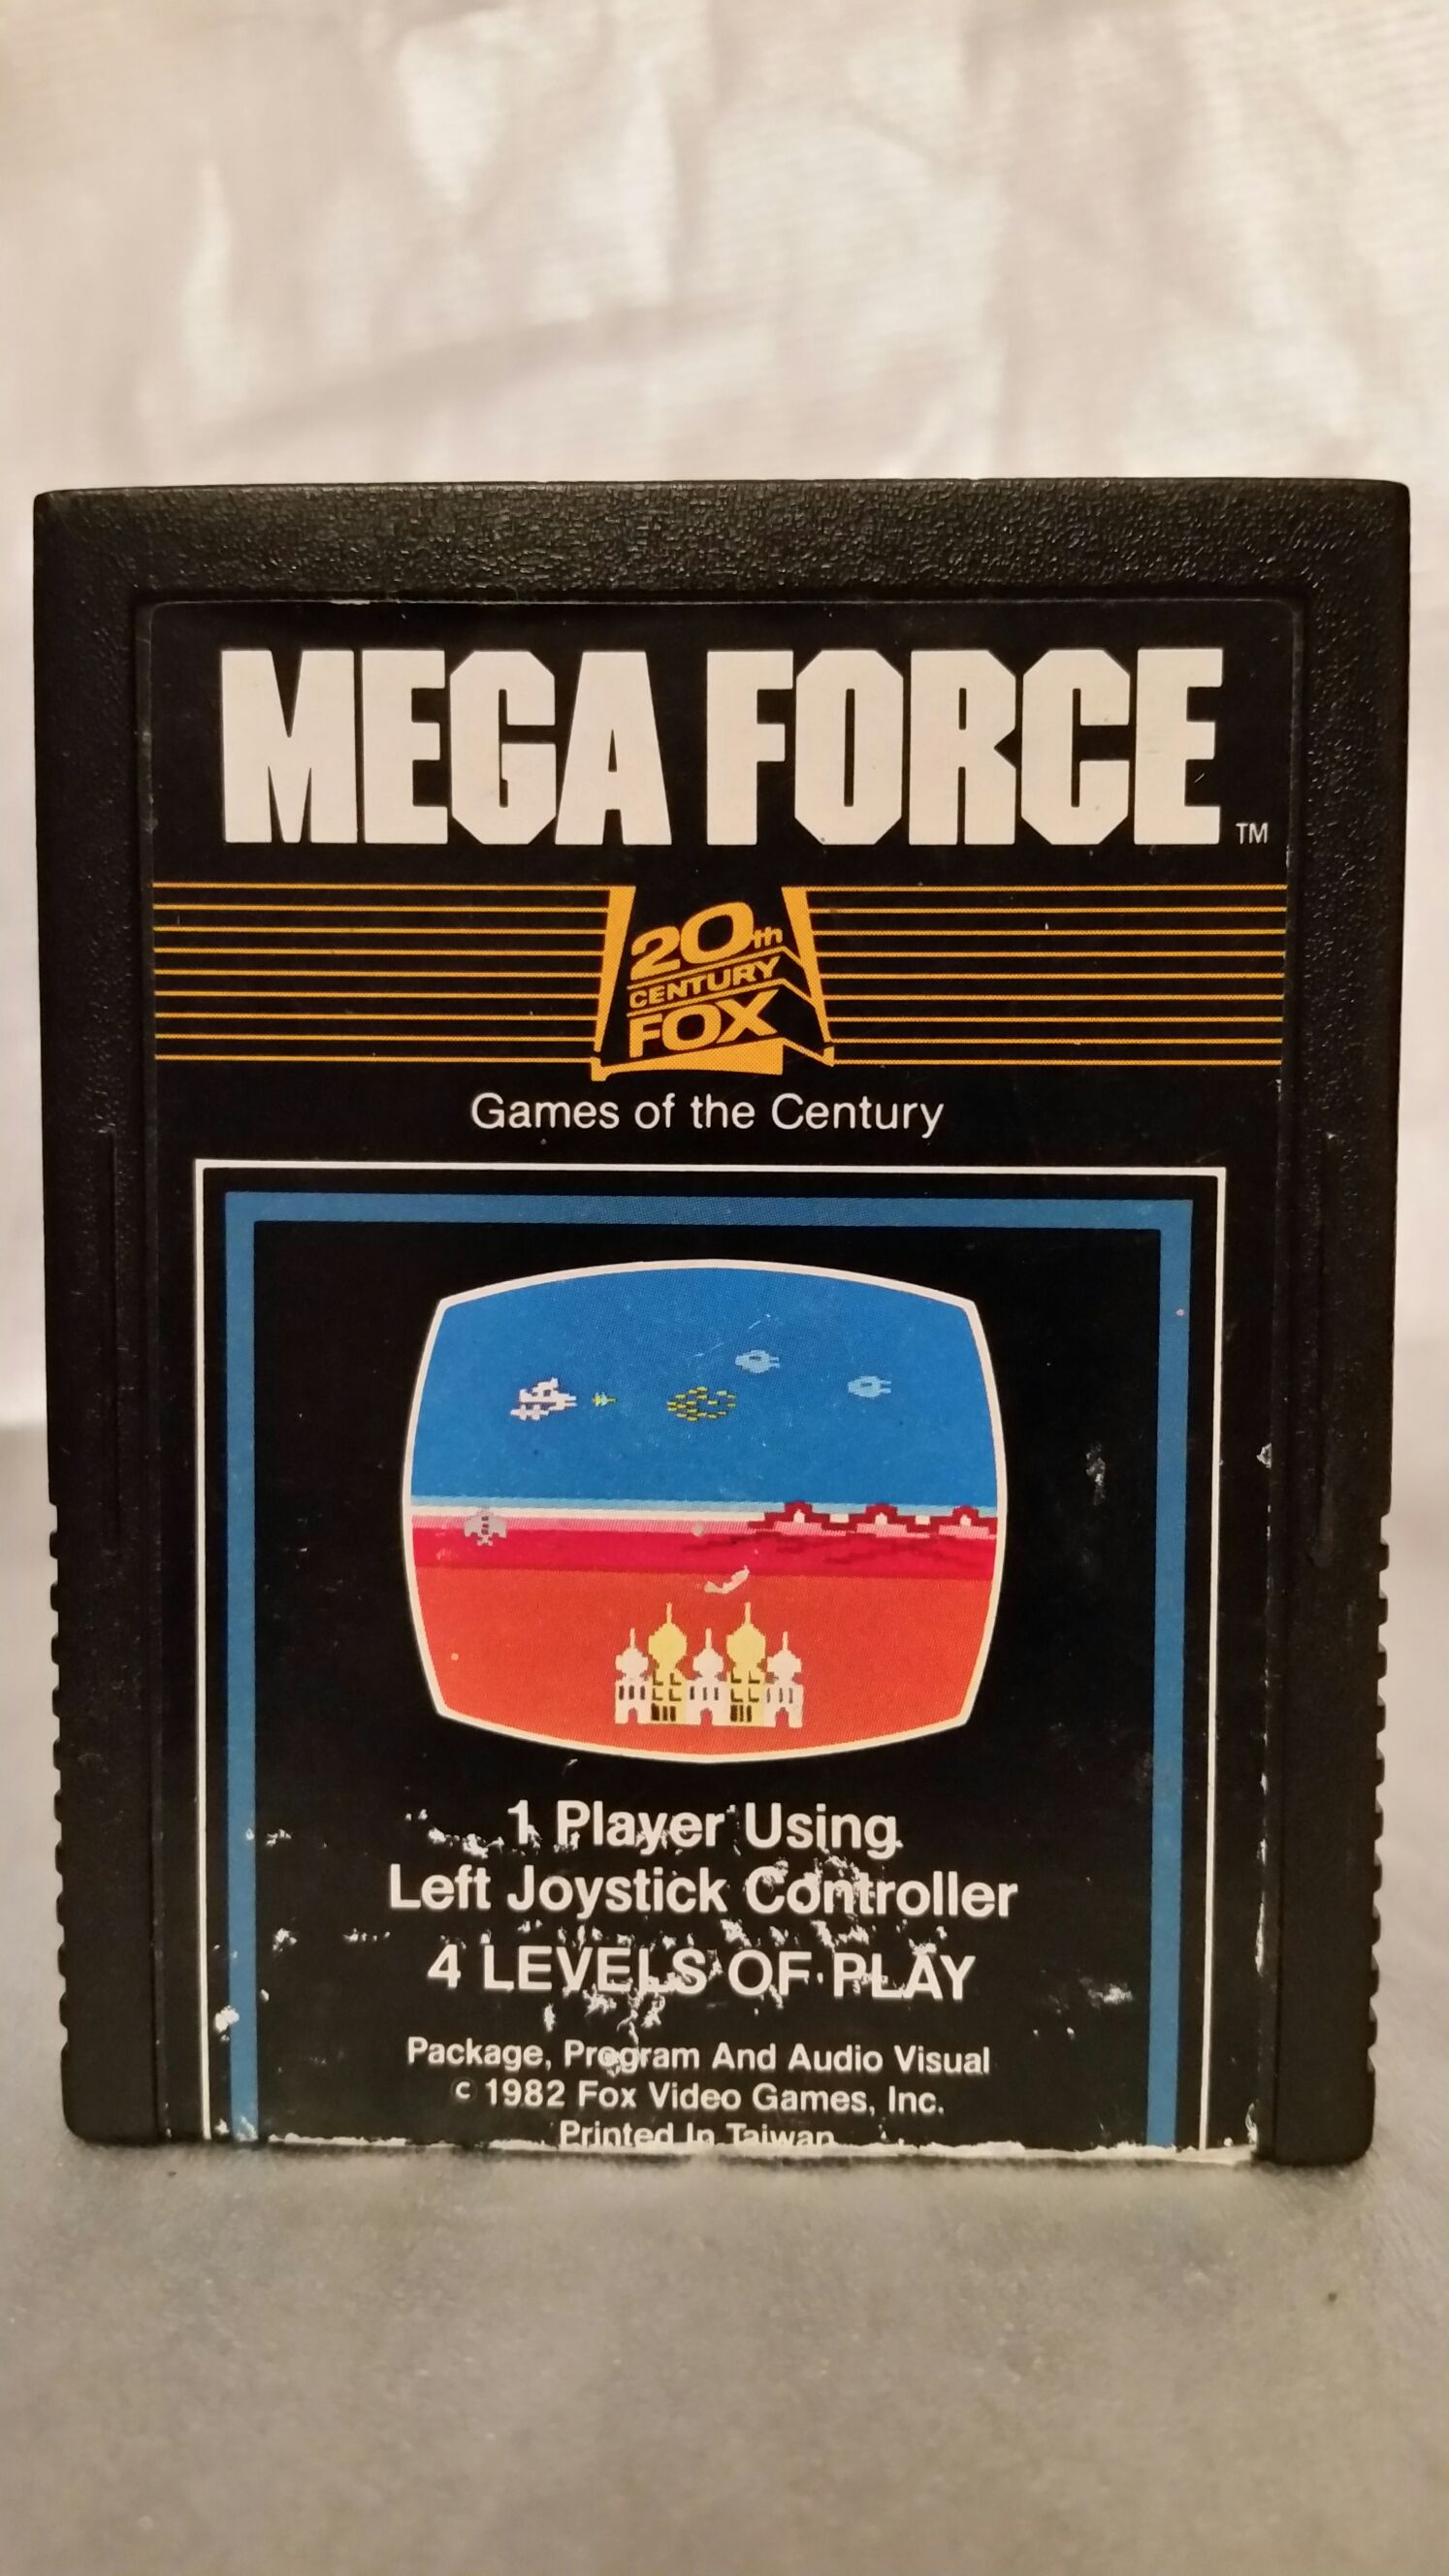 MEGA FORCE ™
20th
CENTURY
FOX
Games of the Century
1 Player Using
Left Joystick Controller
4 LEVELS OF PLAY
Package, Program And Audio Visual
© 1982 Fox Video Games, Inc.
Printed In Taiwan